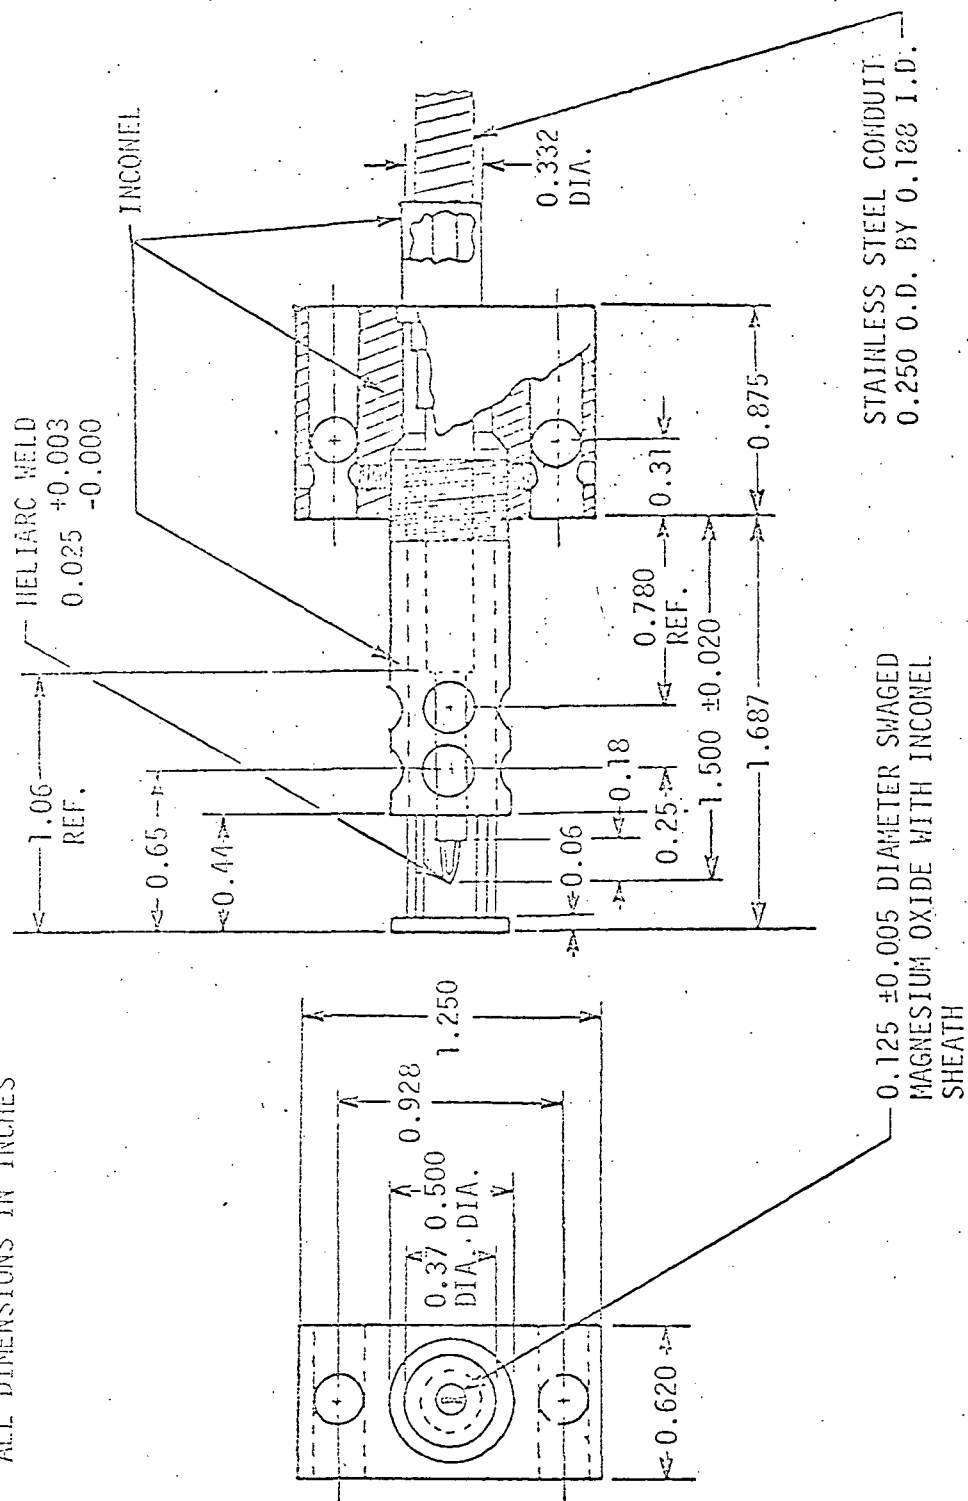 ALL DIMENSIONS IN INCHES
HELIARC WELD
0.025 +0.003
-0.000
INCONEL
1.06
REF.
0.65
0.44
0.332
DIA.
0.06
0.18
0.25
0.780
REF.
0.31
1.500 ±0.020
0.875
1.687
0.37
DIA.
0.500
DIA.
0.928
1.250
0.620
0.125 ±0.005 DIAMETER SWAGED
MAGNESIUM OXIDE WITH INCONEL
SHEATH
STAINLESS STEEL CONDUIT
0.250 O.D. BY 0.188 I.D.